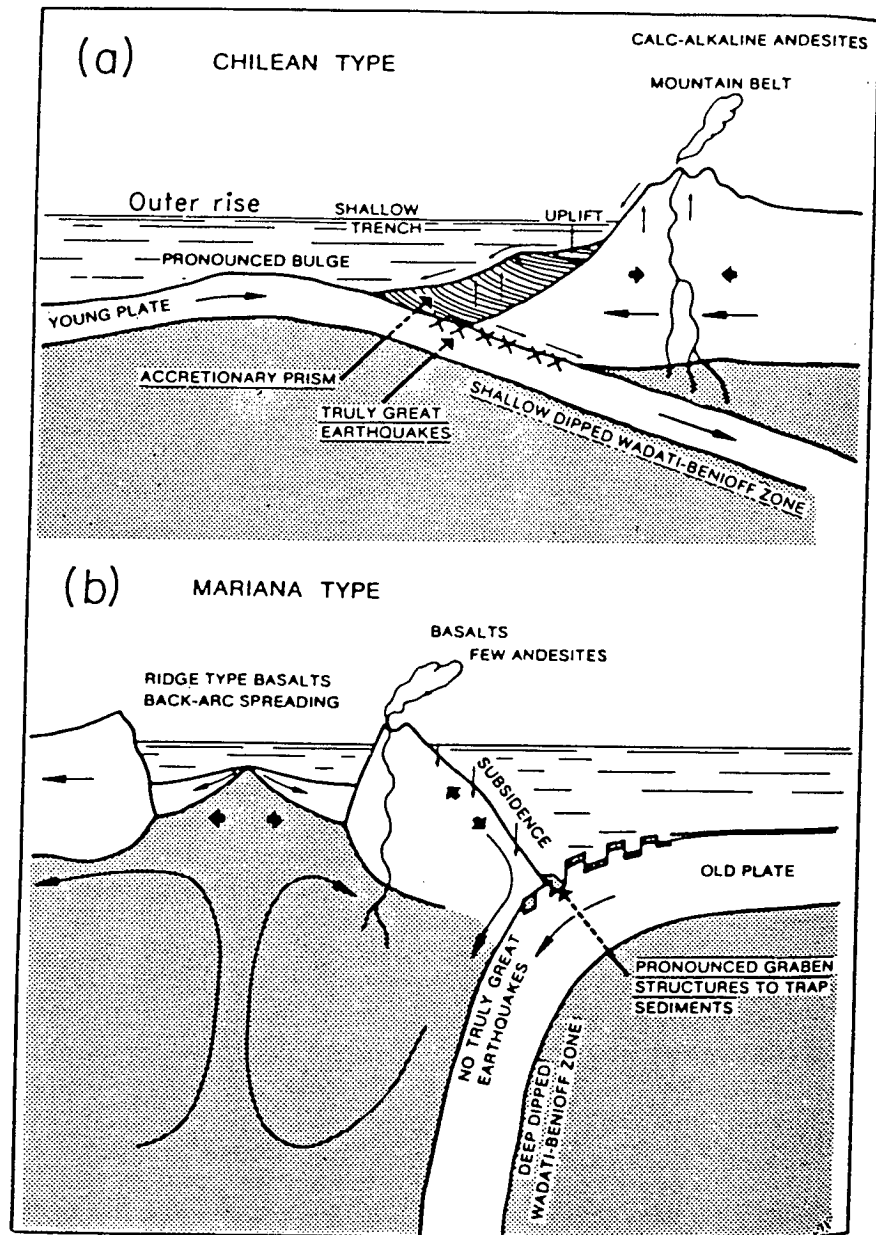 (a)
CHILEAN TYPE
CALC-ALKALINE ANDESITES
MOUNTAIN BELT
Outer rise
SHALLOW
TRENCH
UPLIFT
PRONOUNCED BULGE
YOUNG PLATE
ACCRETIONARY PRISM
TRULY GREAT
EARTHQUAKES
SHALLOW DIPPED WADATI-BENIOFF ZONE
(b)
MARIANA TYPE
BASALTS
FEW ANDESITES
RIDGE TYPE BASALTS
BACK-ARC SPREADING
SUBSIDENCE
OLD PLATE
NO TRULY GREAT
EARTHQUAKES
PRONOUNCED GRABEN
STRUCTURES TO TRAP
SEDIMENTS
DEEP DIPPED
WADATI-BENIOFF ZONE